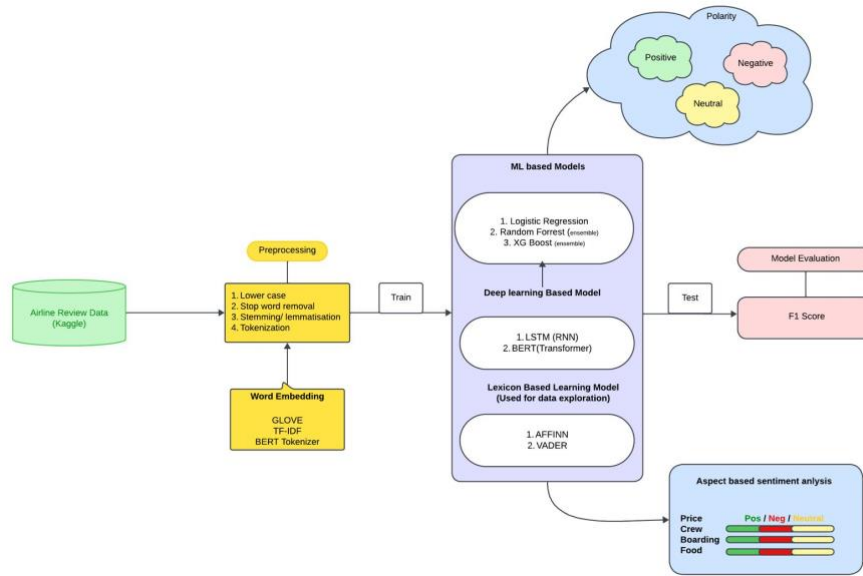 Polarity
Positive
Negative
Neutral
ML based Models
1. Logistic Regression
2. Random Forrest (ensemble)
3. XG Boost (ensemble)
Preprocessing
Model Evaluation
Airline Review Data
(Kaggle)
1. Lower case
2. Stop word removal
3. Stemming/ lemmatisation
4. Tokenization
Train
Deep learning Based Model
Test
F1 Score
1. LSTM (RNN)
2. BERT(Transformer)
Word Embedding
GLOVE
TF-IDF
BERT Tokenizer
Lexicon Based Learning Model
(Used for data exploration)
1. AFFINN
2. VADER
Aspect based sentiment anlysis
Price Pos / Neg / Neutral
Crew
Boarding
Food